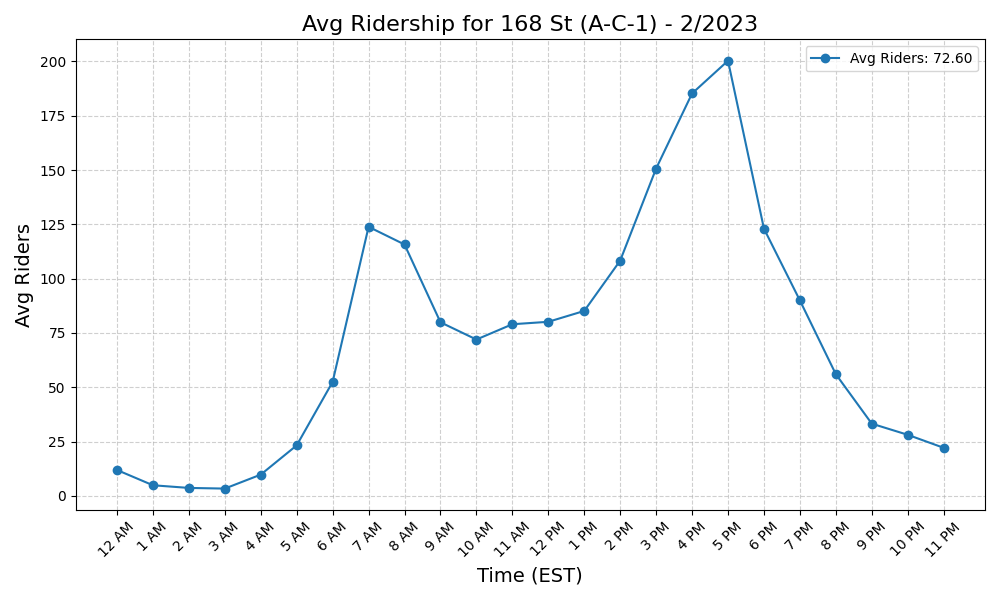 Avg Ridership for 168 St (A-C-1) - 2/2023
Avg Riders: 72.60
Avg Riders
200
175
150
125
100
75
50
25
0
12 AM
1 AM
2 AM
3 AM
4 AM
5 AM
6 AM
7 AM
8 AM
9 AM
10 AM
11 AM
12 PM
1 PM
2 PM
3 PM
4 PM
5 PM
6 PM
7 PM
8 PM
9 PM
10 PM
11 PM
Time (EST)